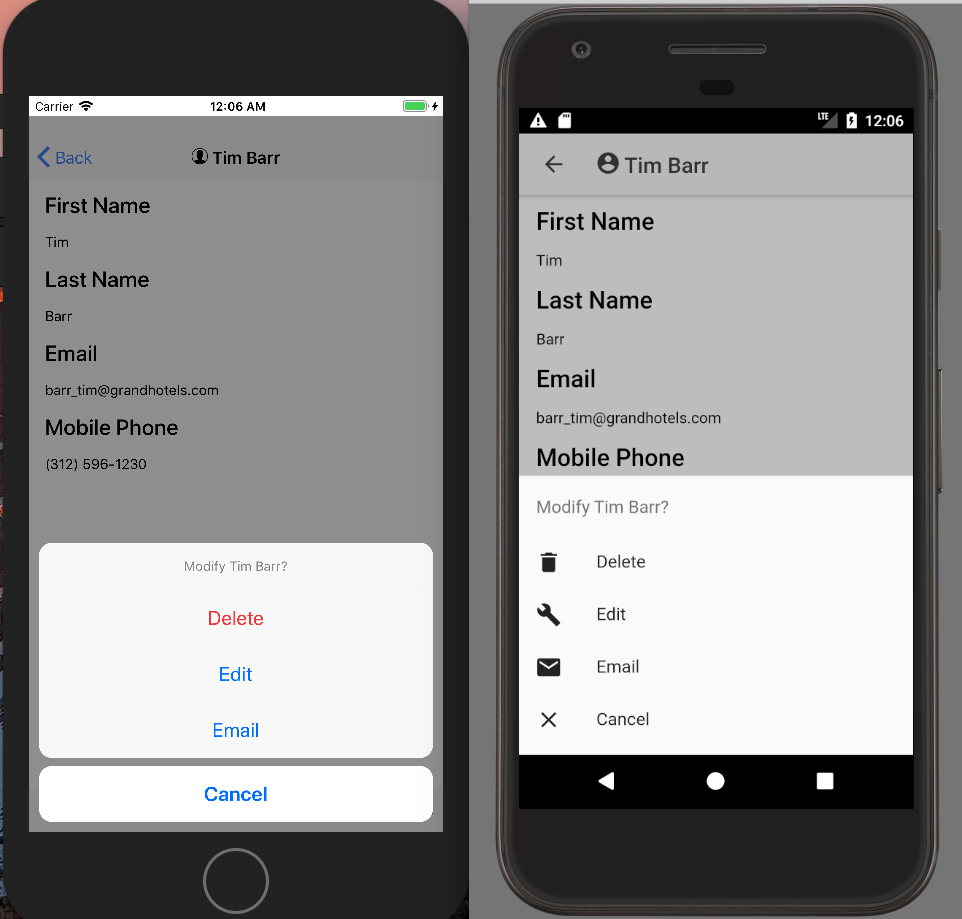 Carrier 12:06 AM
Back Tim Barr
First Name
Tim
Last Name
Barr
Email
barr_tim@grandhotels.com
Mobile Phone
(312) 596-1230
Modify Tim Barr?
Delete
Edit
Email
Cancel
LTE 12:06
Tim Barr
First Name
Tim
Last Name
Barr
Email
barr_tim@grandhotels.com
Mobile Phone
Modify Tim Barr?
Delete
Edit
Email
Cancel